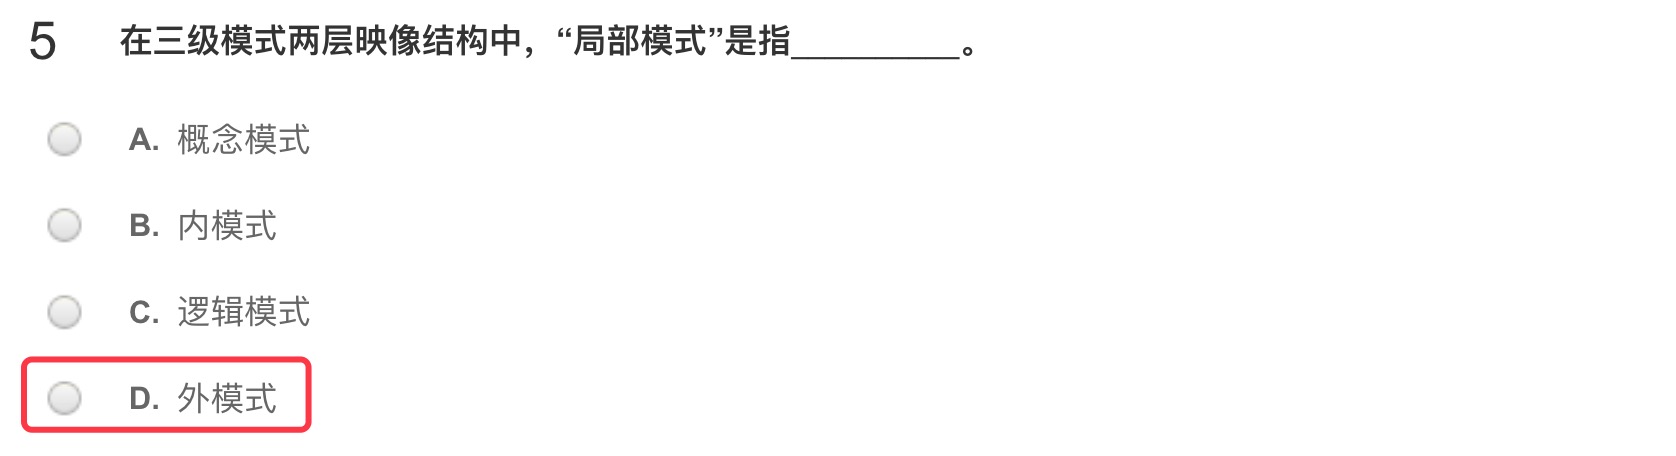 5 在三级模式两层映像结构中，“局部模式”是指__________。
A. 概念模式
B. 内模式
C. 逻辑模式
D. 外模式